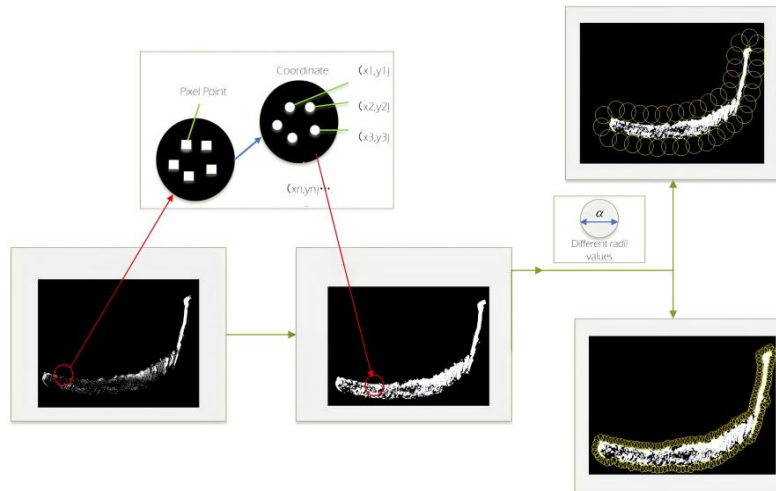 Coordinate
(x1,y1)
Pixel Point
(x2,y2)
(x3,y3)
(xn,yn)...
α
Different radii
values